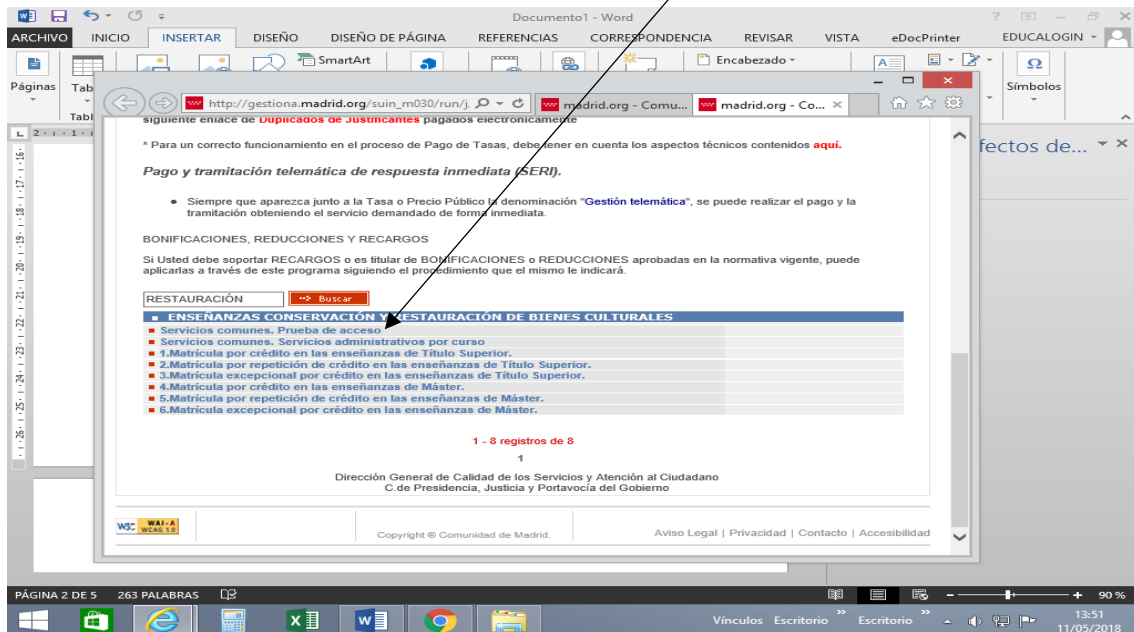 Documento1 - Word
ARCHIVO INICIO INSERTAR DISEÑO DISEÑO DE PÁGINA REFERENCIAS CORRESPONDENCIA REVISAR VISTA eDocPrinter EDUCALOGIN
SmartArt Encabezado
Páginas Tab Símbolos
Tabl
http://gestiona.madrid.org/suin_m030/run/j madrid.org - Comu... madrid.org - Co...
siguiente enlace de Duplicados de Justificantes pagados electrónicamente
* Para un correcto funcionamiento en el proceso de Pago de Tasas, debe tener en cuenta los aspectos técnicos contenidos aquí.
fectos de...
Pago y tramitación telemática de respuesta inmediata (SERI).
Siempre que aparezca junto a la Tasa o Precio Público la denominación "Gestión telemática", se puede realizar el pago y la
tramitación obteniendo el servicio demandado de forma inmediata.
BONIFICACIONES, REDUCCIONES Y RECARGOS
Si Usted debe soportar RECARGOS o es titular de BONIFICACIONES o REDUCCIONES aprobadas en la normativa vigente, puede
aplicarlas a través de este programa siguiendo el procedimiento que el mismo le indicará.
RESTAURACIÓN Buscar
ENSEÑANZAS CONSERVACIÓN Y RESTAURACIÓN DE BIENES CULTURALES
Servicios comunes. Prueba de acceso
Servicios comunes. Servicios administrativos por curso
1.Matrícula por crédito en las enseñanzas de Título Superior.
2.Matrícula por repetición de crédito en las enseñanzas de Título Superior.
3.Matrícula excepcional por crédito en las enseñanzas de Título Superior.
4.Matrícula por crédito en las enseñanzas de Máster.
5.Matrícula por repetición de crédito en las enseñanzas de Máster.
6.Matrícula excepcional por crédito en las enseñanzas de Máster.
1 - 8 registros de 8
1
Dirección General de Calidad de los Servicios y Atención al Ciudadano
C.de Presidencia, Justicia y Portavocía del Gobierno
W3C WAI-A
WCAG 1.0
Copyright © Comunidad de Madrid.
Aviso Legal | Privacidad | Contacto | Accesibilidad
PÁGINA 2 DE 5 263 PALABRAS 90 %
Vínculos Escritorio Escritorio 13:51
11/05/2018